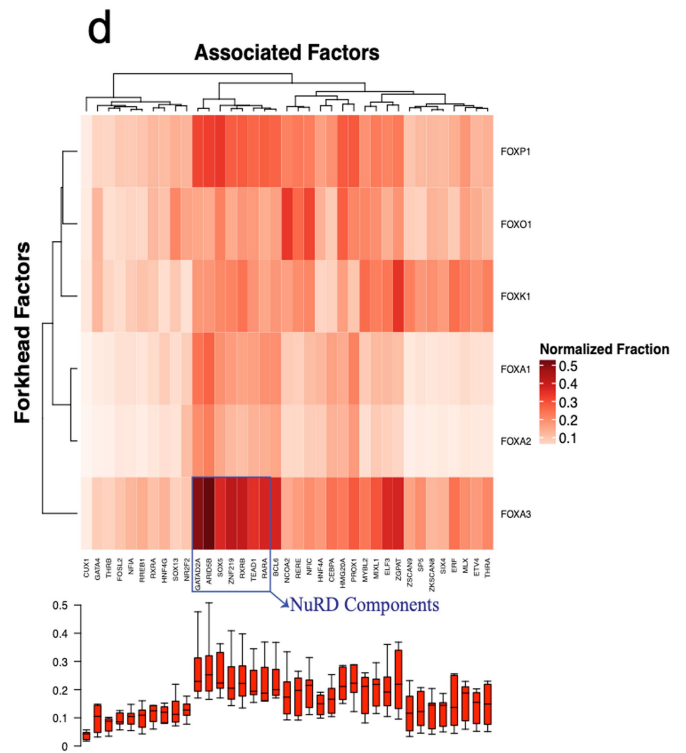 d
Associated Factors
Forkhead Factors
FOXP1
FOXO1
FOXK1
FOXA1
FOXA2
FOXA3
Normalized Fraction
0.5
0.4
0.3
0.2
0.1
CUX1
GATA4
THRB
FOSL2
NFIA
RREB1
RXRA
HNF4G
SOX13
NR2F2
GATAD2A
ARID5B
SOX5
ZNF219
RXRB
TEAD1
RARA
BCL6
NCOA2
RERE
NFIC
HNF4A
CEBPA
HMG20A
PROX1
MYBL2
MIXL1
ELF3
ZGPAT
ZSCAN9
SP5
ZKSCAN8
SIX4
ERF
MLX
ETV4
THRA
NuRD Components
0.5
0.4
0.3
0.2
0.1
0